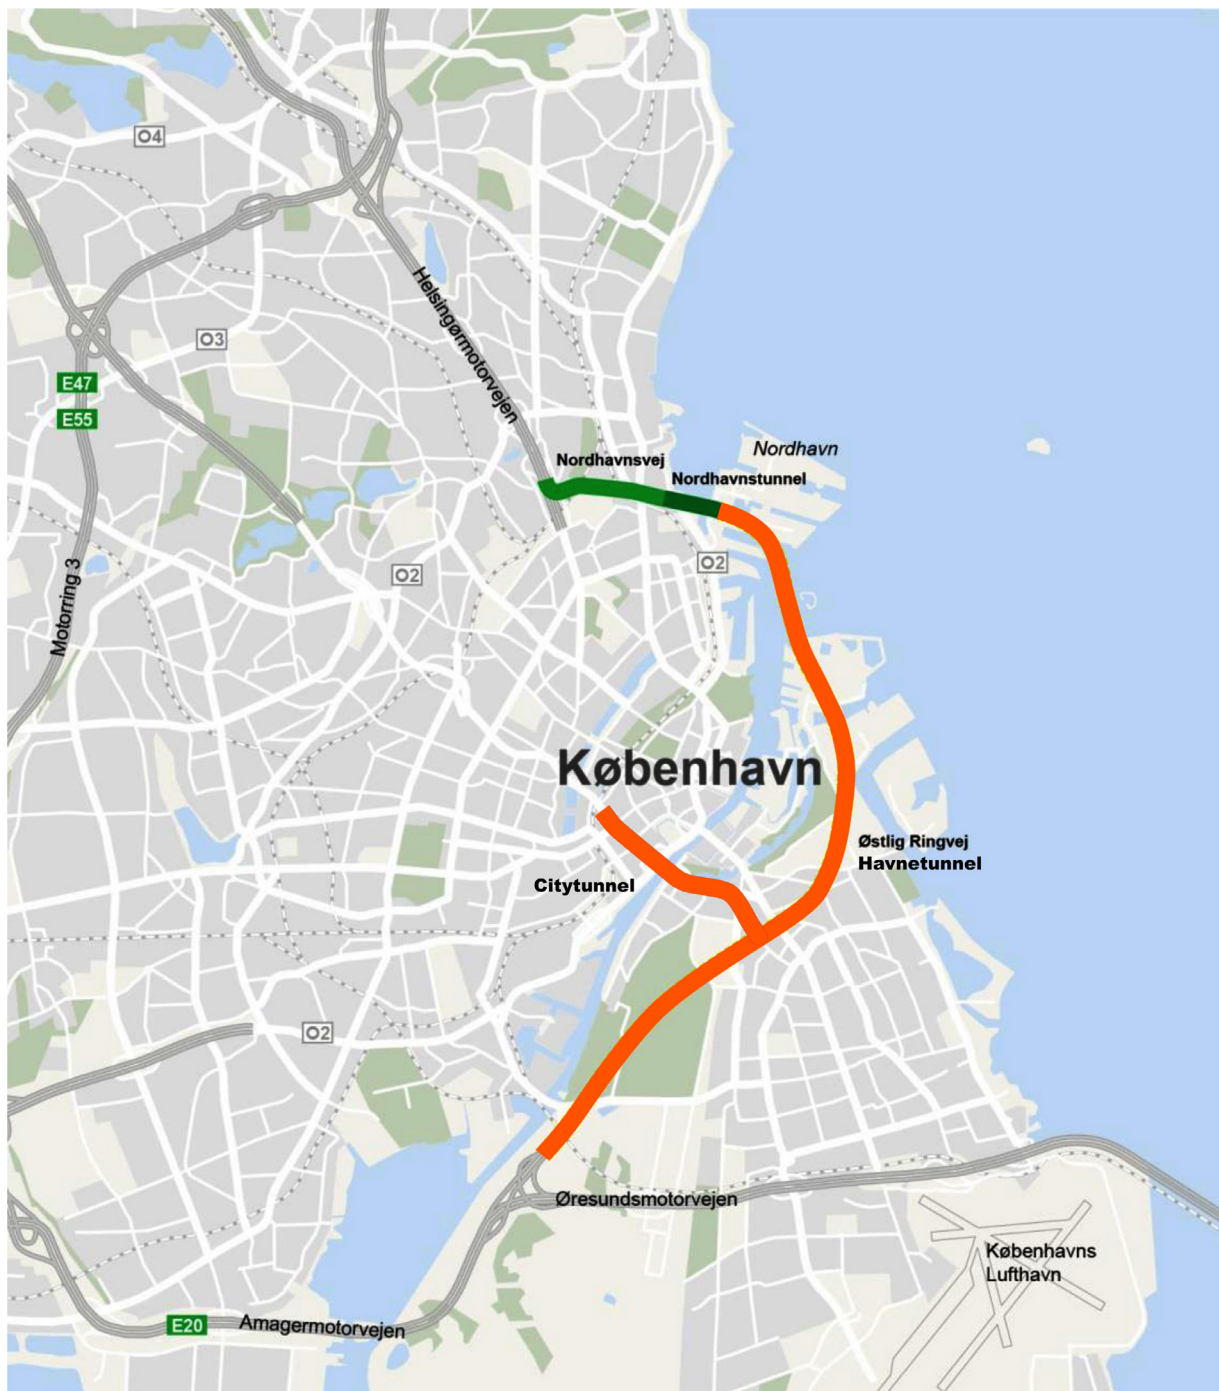 O4
Helsingørmotorvejen
O3
E47
E55
Nordhavn
Nordhavnsvej
Nordhavnstunnel
O2
O2
Motorring 3
København
Østlig Ringvej
Havnetunnel
Citytunnel
O2
Øresundsmotorvejen
Københavns
Lufthavn
E20
Amagermotorvejen